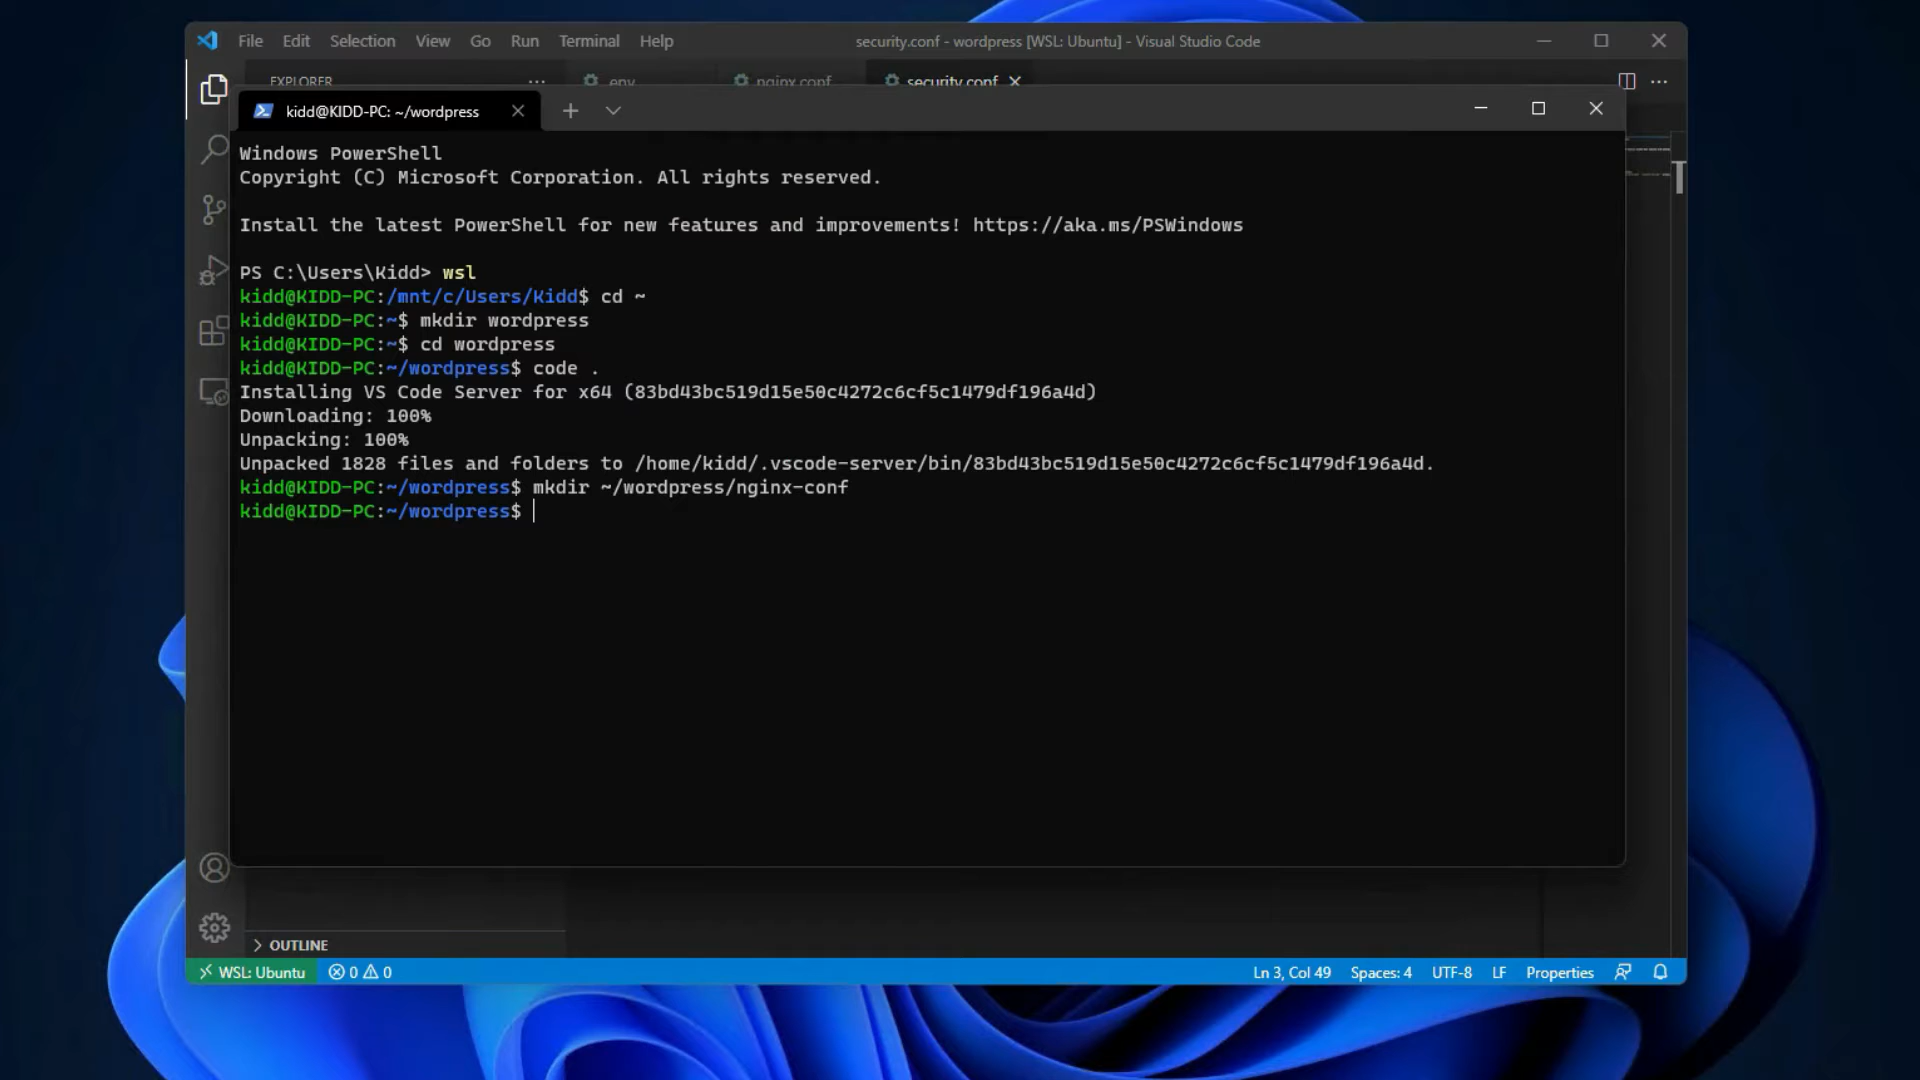 File Edit Selection View Go Run Terminal Help security.conf - wordpress [WSL: Ubuntu] - Visual Studio Code
EXPLORER ... env nginx.conf security.conf
kidd@KIDD-PC: ~/wordpress
Windows PowerShell
Copyright (C) Microsoft Corporation. All rights reserved.
Install the latest PowerShell for new features and improvements! https://aka.ms/PSWindows
PS C:\Users\Kidd> wsl
kidd@KIDD-PC:/mnt/c/Users/Kidd$ cd ~
kidd@KIDD-PC:~$ mkdir wordpress
kidd@KIDD-PC:~$ cd wordpress
kidd@KIDD-PC:~/wordpress$ code .
Installing VS Code Server for x64 (83bd43bc519d15e50c4272c6cf5c1479df196a4d)
Downloading: 100%
Unpacking: 100%
Unpacked 1828 files and folders to /home/kidd/.vscode-server/bin/83bd43bc519d15e50c4272c6cf5c1479df196a4d.
kidd@KIDD-PC:~/wordpress$ mkdir ~/wordpress/nginx-conf
kidd@KIDD-PC:~/wordpress$
OUTLINE
WSL: Ubuntu 0 0 Ln 3, Col 49 Spaces: 4 UTF-8 LF Properties